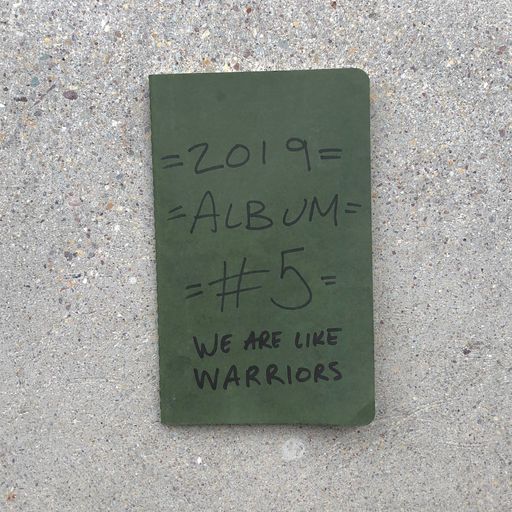 =2019=
=ALBUM=
=#5=
WE ARE LIKE
WARRIORS